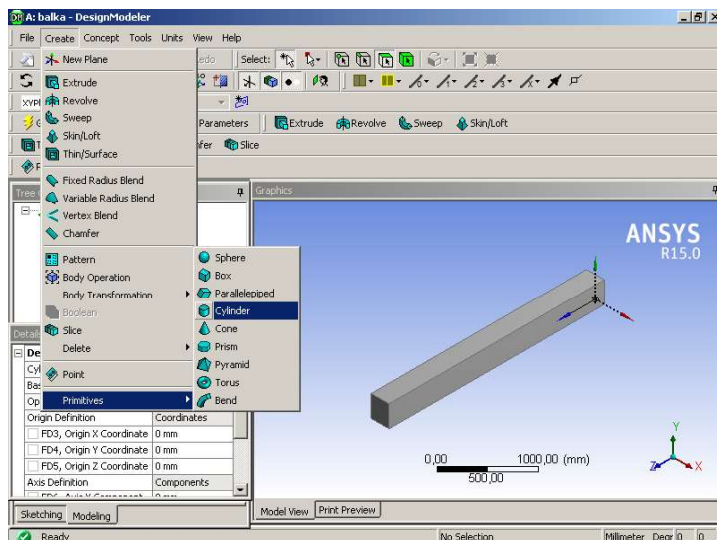 A: balka - DesignModeler
File Create Concept Tools Units View Help
New Plane
Select:
Extrude
Revolve
Sweep
Skin/Loft
Thin/Surface
Parameters Extrude Revolve Sweep Skin/Loft
Slice
Fixed Radius Blend
Variable Radius Blend
Vertex Blend
Chamfer
Pattern
Body Operation
Body Transformation
Boolean
Slice
Delete
Point
Primitives
Sphere
Box
Parallelepiped
Cylinder
Cone
Prism
Pyramid
Torus
Bend
Graphics
ANSYS
R15.0
0,00 1000,00 (mm)
500,00
Y
Z X
Origin Definition Coordinates
FD3, Origin X Coordinate 0 mm
FD4, Origin Y Coordinate 0 mm
FD5, Origin Z Coordinate 0 mm
Axis Definition Components
Sketching Modeling
Model View Print Preview
Ready No Selection Millimeter Degr 0 0